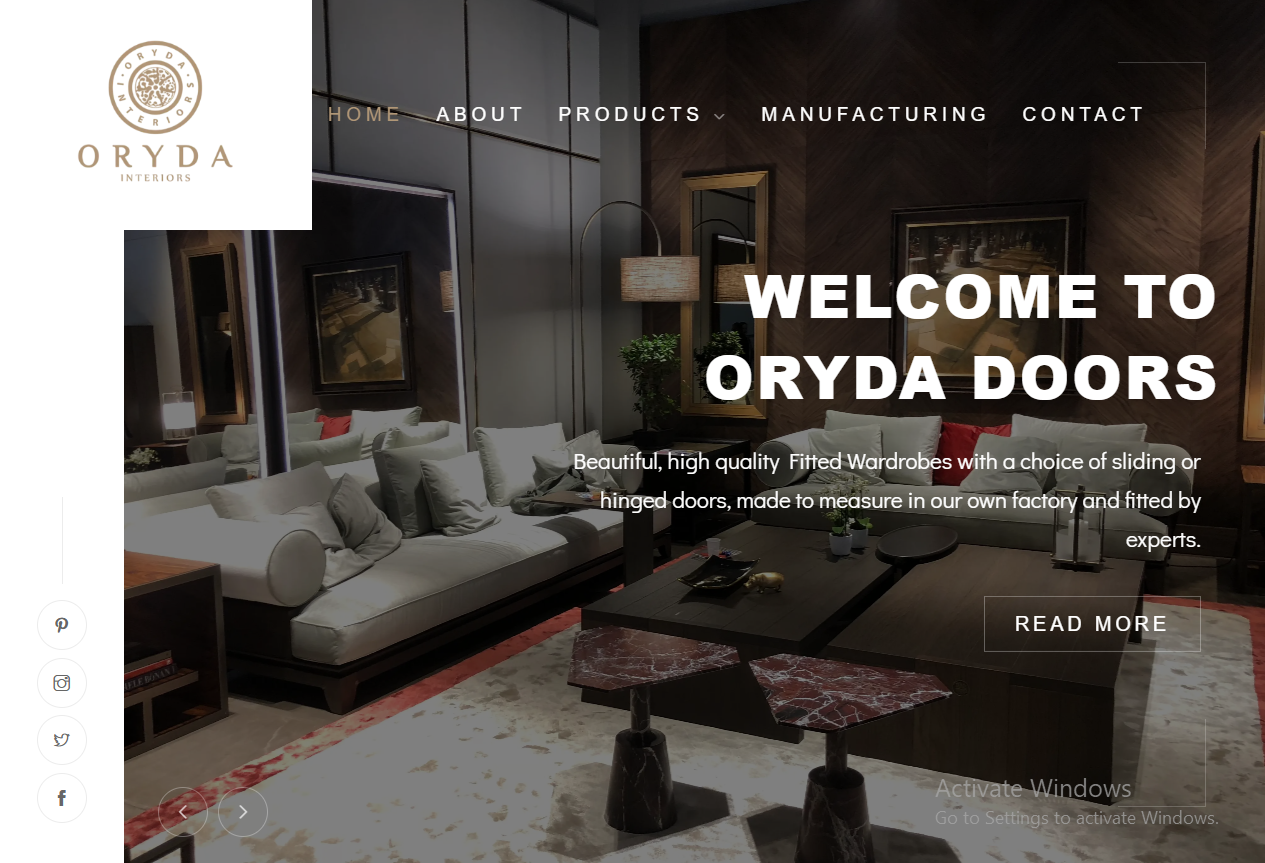 ORYDA INTERIORS
ORYDA
INTERIORS
HOME ABOUT PRODUCTS MANUFACTURING CONTACT
WELCOME TO
ORYDA DOORS
Beautiful, high quality Fitted Wardrobes with a choice of sliding or
hinged doors, made to measure in our own factory and fitted by
experts.
READ MORE
Activate Windows
Go to Settings to activate Windows.